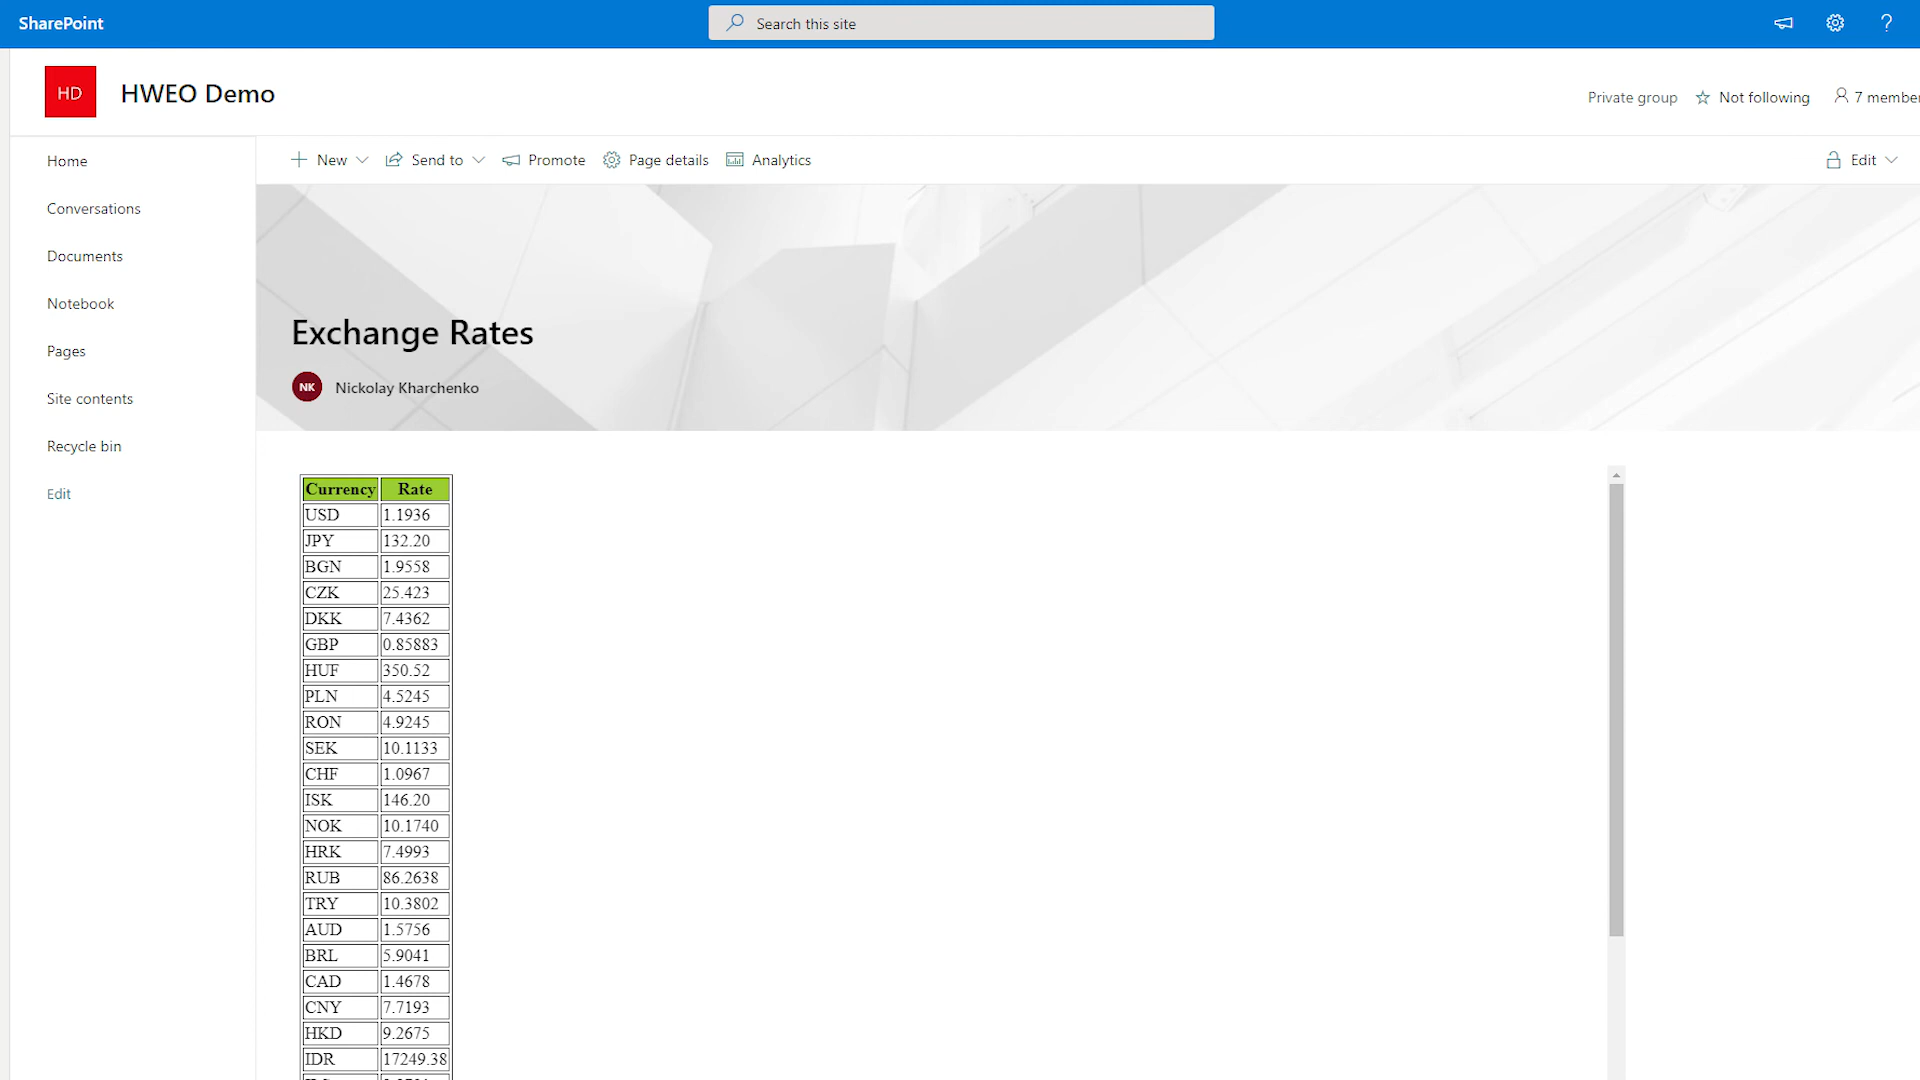 SharePoint
Search this site
?
HD
HWEO Demo
Private group
Not following
7 member
Home
Conversations
Documents
Notebook
Pages
Site contents
Recycle bin
Edit
New
Send to
Promote
Page details
Analytics
Edit
Exchange Rates
NK
Nickolay Kharchenko
Currency Rate
USD 1.1936
JPY 132.20
BGN 1.9558
CZK 25.423
DKK 7.4362
GBP 0.85883
HUF 350.52
PLN 4.5245
RON 4.9245
SEK 10.1133
CHF 1.0967
ISK 146.20
NOK 10.1740
HRK 7.4993
RUB 86.2638
TRY 10.3802
AUD 1.5756
BRL 5.9041
CAD 1.4678
CNY 7.7193
HKD 9.2675
IDR 17249.38